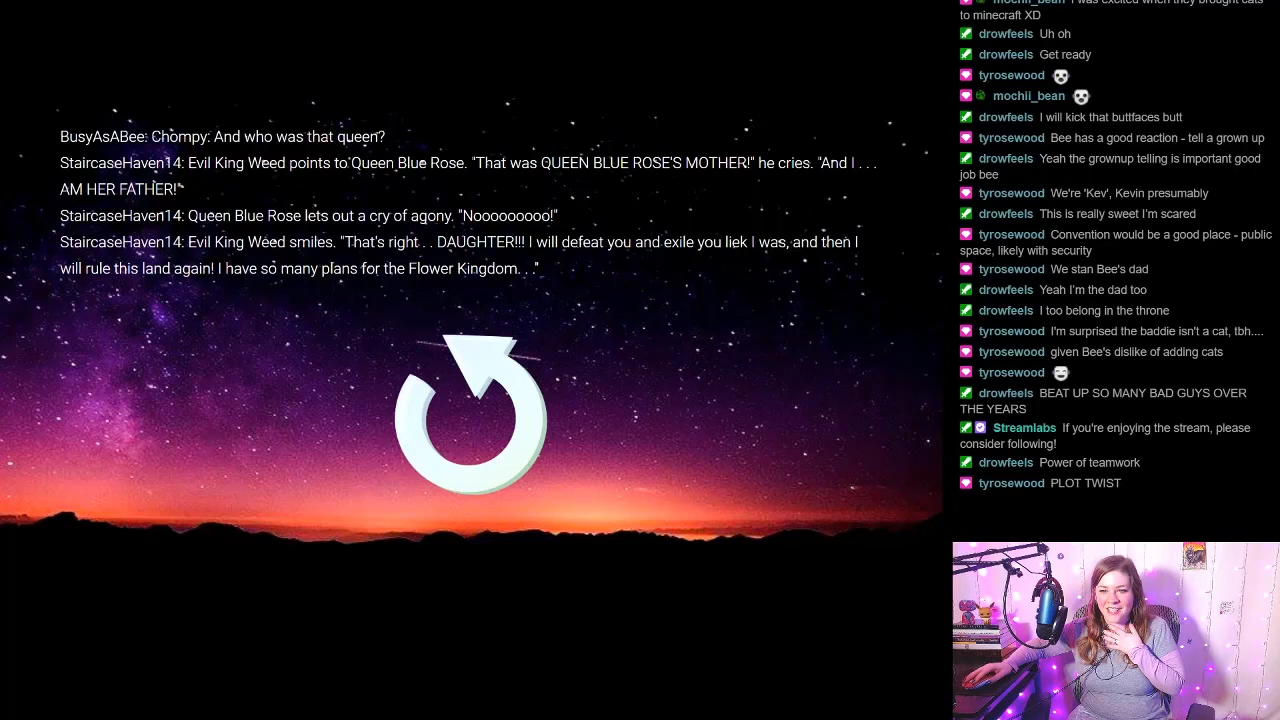 BusyAsABee: Chompy: And who was that queen?
StaircaseHaven14: Evil King Weed points to Queen Blue Rose. "That was QUEEN BLUE ROSE'S MOTHER!" he cries. "And I . . .
AM HER FATHER!"
StaircaseHaven14: Queen Blue Rose lets out a cry of agony. "Nooooooooo!"
StaircaseHaven14: Evil King Weed smiles. "That's right . . DAUGHTER!!! I will defeat you and exile you liek I was, and then I
will rule this land again! I have so many plans for the Flower Kingdom. . ."
to minecraft XD
drowfeels Uh oh
drowfeels Get ready
tyrosewood
mochii_bean
drowfeels I will kick that buttfaces butt
tyrosewood Bee has a good reaction - tell a grown up
drowfeels Yeah the grownup telling is important good
job bee
tyrosewood We're 'Kev', Kevin presumably
drowfeels This is really sweet I'm scared
tyrosewood Convention would be a good place - public
space, likely with security
tyrosewood We stan Bee's dad
drowfeels Yeah I'm the dad too
drowfeels I too belong in the throne
tyrosewood I'm surprised the baddie isn't a cat, tbh....
tyrosewood given Bee's dislike of adding cats
tyrosewood
drowfeels BEAT UP SO MANY BAD GUYS OVER
THE YEARS
Streamlabs If you're enjoying the stream, please
consider following!
drowfeels Power of teamwork
tyrosewood PLOT TWIST